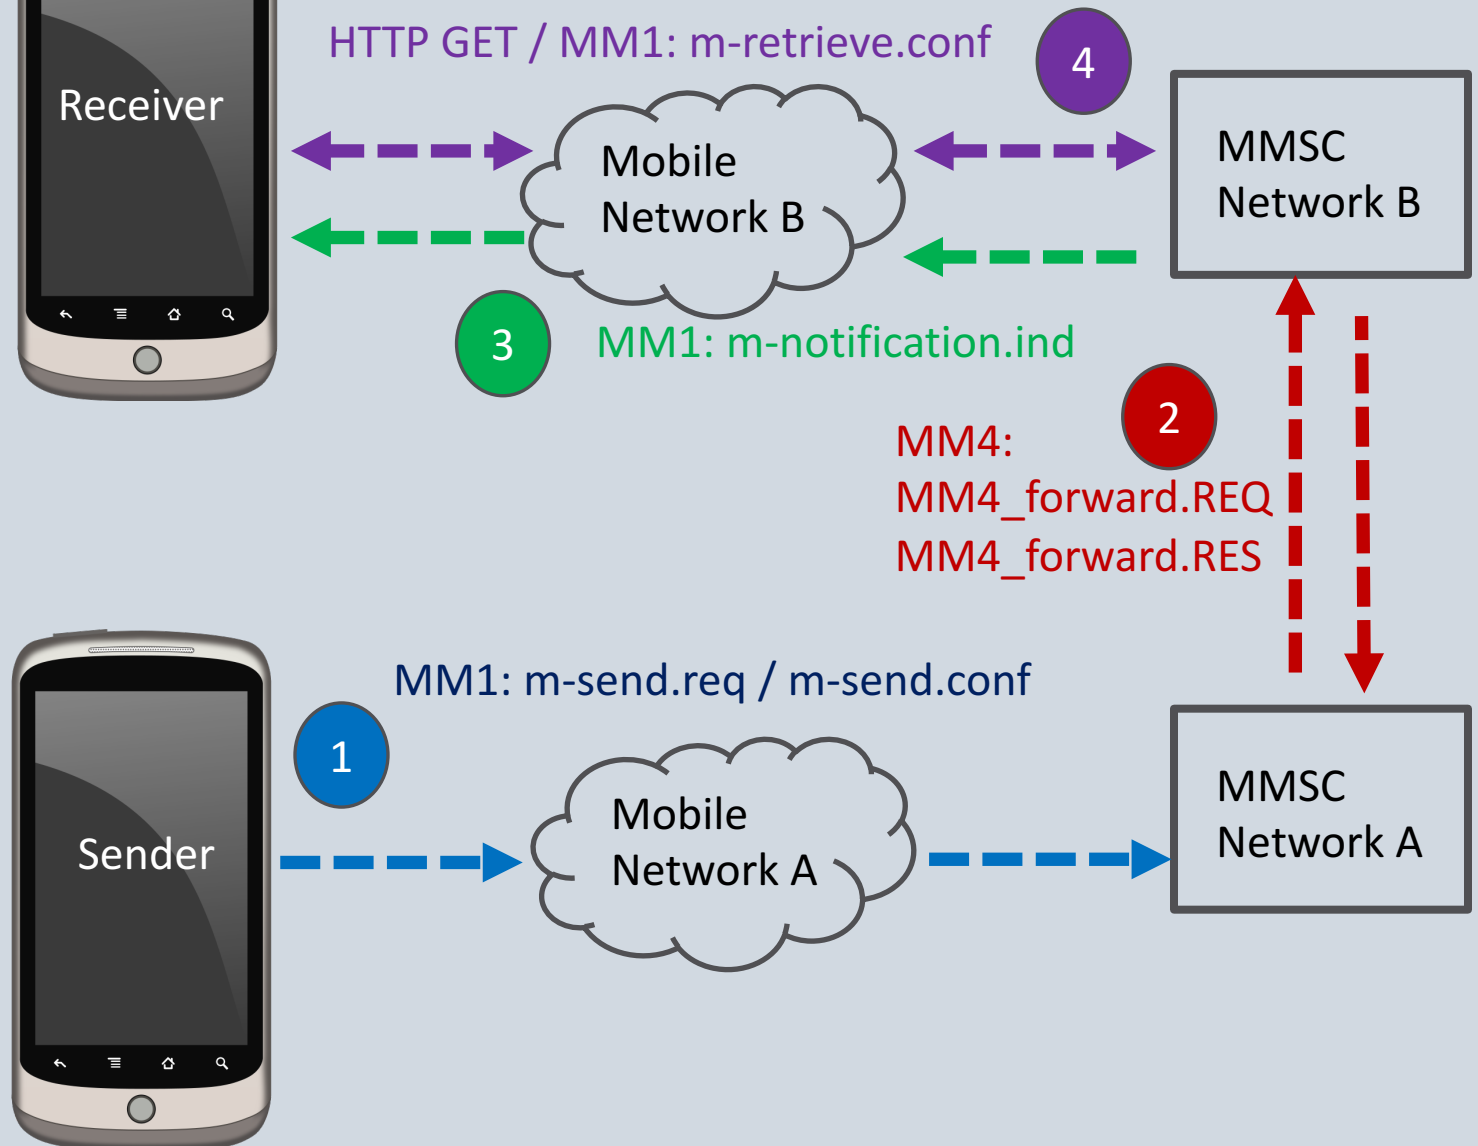 HTTP GET / MM1: m-retrieve.conf
4
Receiver
Mobile
Network B
MMSC
Network B
3
MM1: m-notification.ind
2
MM4:
MM4_forward.REQ
MM4_forward.RES
MM1: m-send.req / m-send.conf
1
Sender
Mobile
Network A
MMSC
Network A